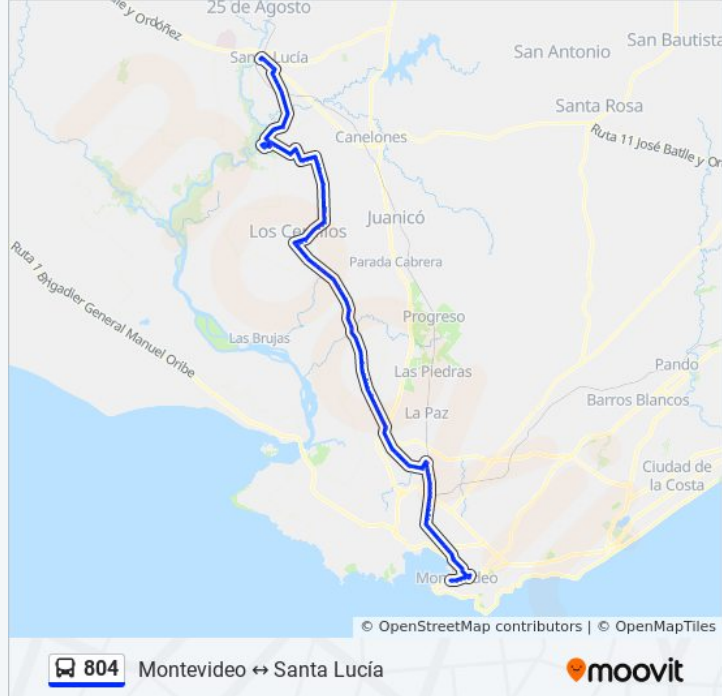 25 de Agosto
lle y Ordóñez
San Bautista
San Antonio
Santa Lucía
Santa Rosa
Ruta 11 José Batlle y Or
Canelones
Juanicó
Los Cerrillos
Parada Cabrera
Ruta 1 Brigadier General Manuel Oribe
Progreso
Las Brujas
Pando
Las Piedras
Barros Blancos
La Paz
Ciudad de
la Costa
Montevideo
© OpenStreetMap contributors | © OpenMapTiles
804 Montevideo ↔ Santa Lucía
moovit